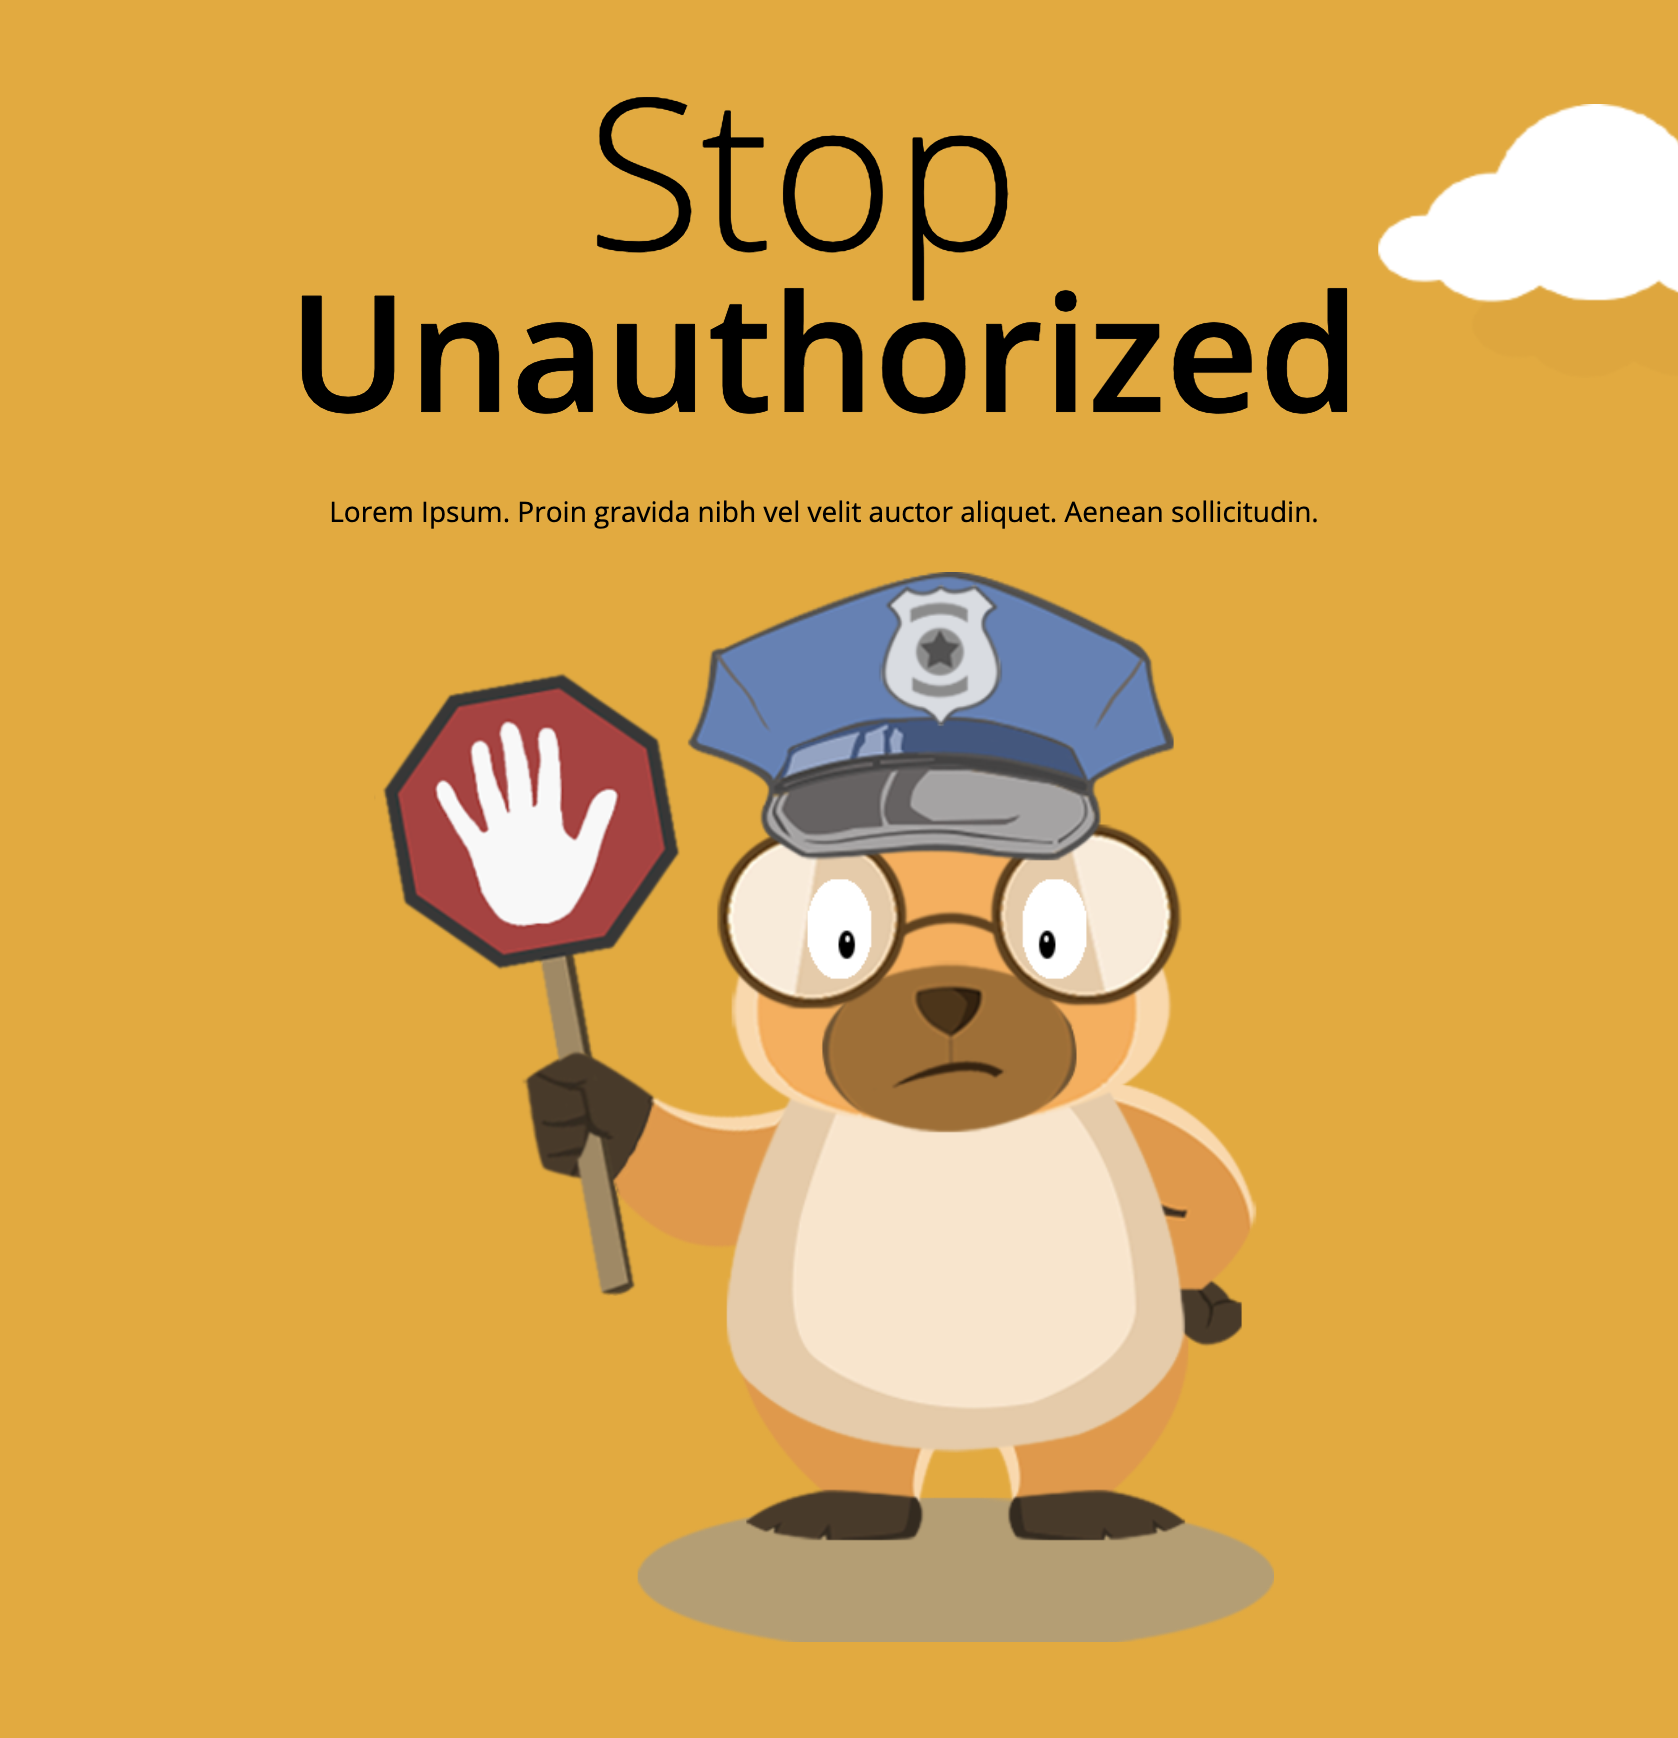 Stop
Unauthorized
Lorem Ipsum. Proin gravida nibh vel velit auctor aliquet. Aenean sollicitudin.